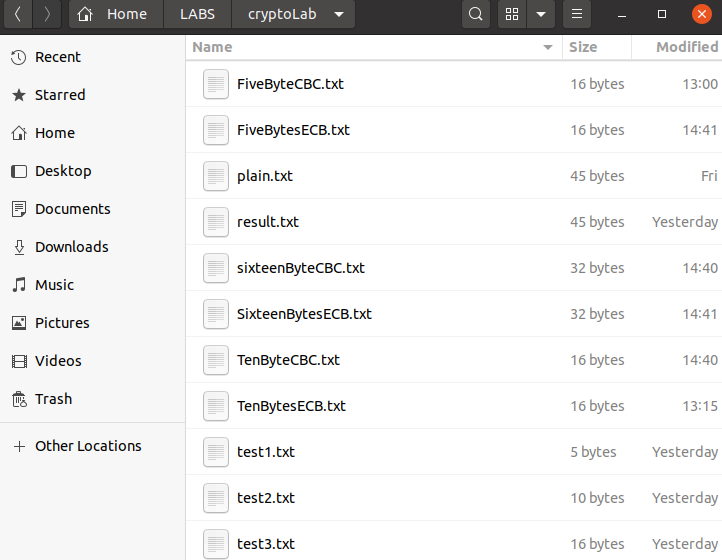 Home LABS cryptoLab
Name Size Modified
Recent
Starred
Home
Desktop
Documents
Downloads
Music
Pictures
Videos
Trash
Other Locations
FiveByteCBC.txt 16 bytes 13:00
FiveBytesECB.txt 16 bytes 14:41
plain.txt 45 bytes Fri
result.txt 45 bytes Yesterday
sixteenByteCBC.txt 32 bytes 14:40
SixteenBytesECB.txt 32 bytes 14:41
TenByteCBC.txt 16 bytes 14:40
TenBytesECB.txt 16 bytes 13:15
test1.txt 5 bytes Yesterday
test2.txt 10 bytes Yesterday
test3.txt 16 bytes Yesterday